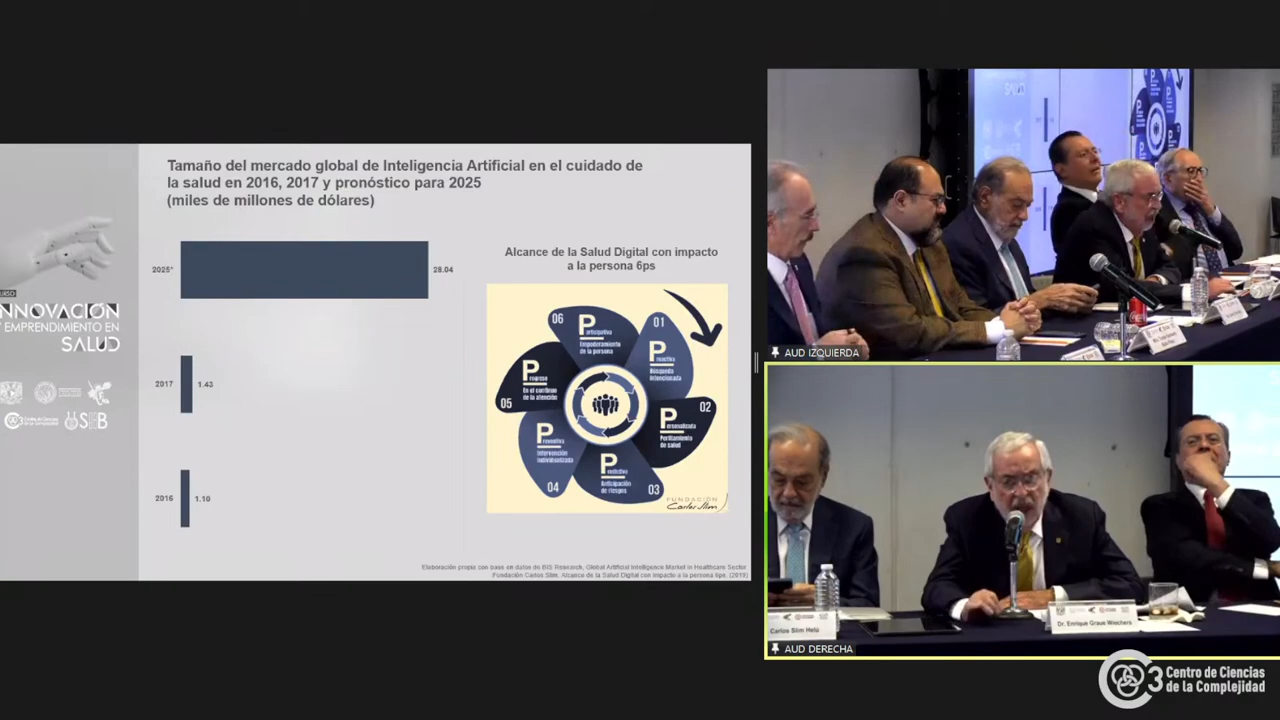 Tamaño del mercado global de Inteligencia Artificial en el cuidado de
la salud en 2016, 2017 y pronóstico para 2025
(miles de millones de dólares)
2025*
28.04
2017
1.43
2016
1.10
INNOVACIÓN
Y EMPRENDIMIENTO EN
SALUD
Alcance de la Salud Digital con impacto
a la persona 6ps
01
Proactiva
Búsqueda
intencionada
02
Personalizada
Perfilamiento
de salud
03
Predictiva
Anticipación
de riesgos
04
Preventiva
Intervención
individualizada
05
Progreso
En el continuo
de la atención
06
Participativa
Empoderamiento
de la persona
FUNDACIÓN
Carlos Slim
Elaboración propia con base en datos de BIS Research, Global Artificial Intelligence Market in Healthcare Sector
Fundación Carlos Slim. Alcance de la Salud Digital con impacto a la persona 6ps. (2019)
AUD IZQUIERDA
Carlos Slim Helú
Dr. Enrique Graue Wiechers
AUD DERECHA
C3 Centro de Ciencias
de la Complejidad